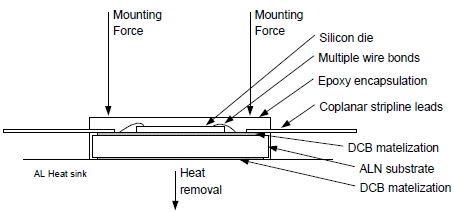 Mounting
Force
Mounting
Force
Silicon die
Multiple wire bonds
Epoxy encapsulation
Coplanar stripline leads
DCB matelization
ALN substrate
DCB matelization
AL Heat sink
Heat
removal